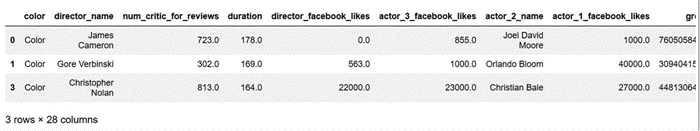 color director_name num_critic_for_reviews duration director_facebook_likes actor_3_facebook_likes actor_2_name actor_1_facebook_likes gr
0 Color James Cameron 723.0 178.0 0.0 855.0 Joel David Moore 1000.0 76050584
1 Color Gore Verbinski 302.0 169.0 563.0 1000.0 Orlando Bloom 40000.0 30940415
3 Color Christopher Nolan 813.0 164.0 22000.0 23000.0 Christian Bale 27000.0 44813064
3 rows × 28 columns